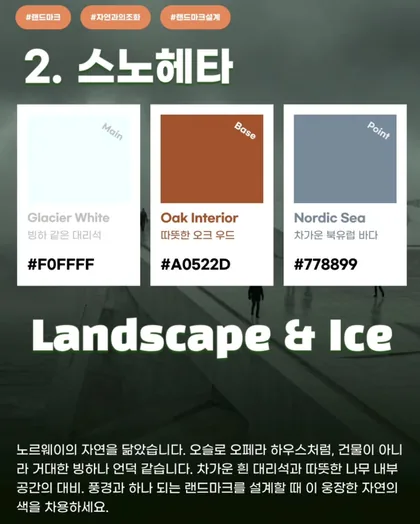 #랜드마크 #자연과의조화 #랜드마크설계
2. 스노헤타
Main Base Point
Glacier White Oak Interior Nordic Sea
빙하 같은 대리석 따뜻한 오크 우드 차가운 북유럽 바다
#F0FFFF #A0522D #778899
Landscape & Ice
노르웨이의 자연을 닮았습니다. 오슬로 오페라 하우스처럼, 건물이 아니
라 거대한 빙하나 언덕 같습니다. 차가운 흰 대리석과 따뜻한 나무 내부
공간의 대비. 풍경과 하나 되는 랜드마크를 설계할 때 이 웅장한 자연의
색을 차용하세요.